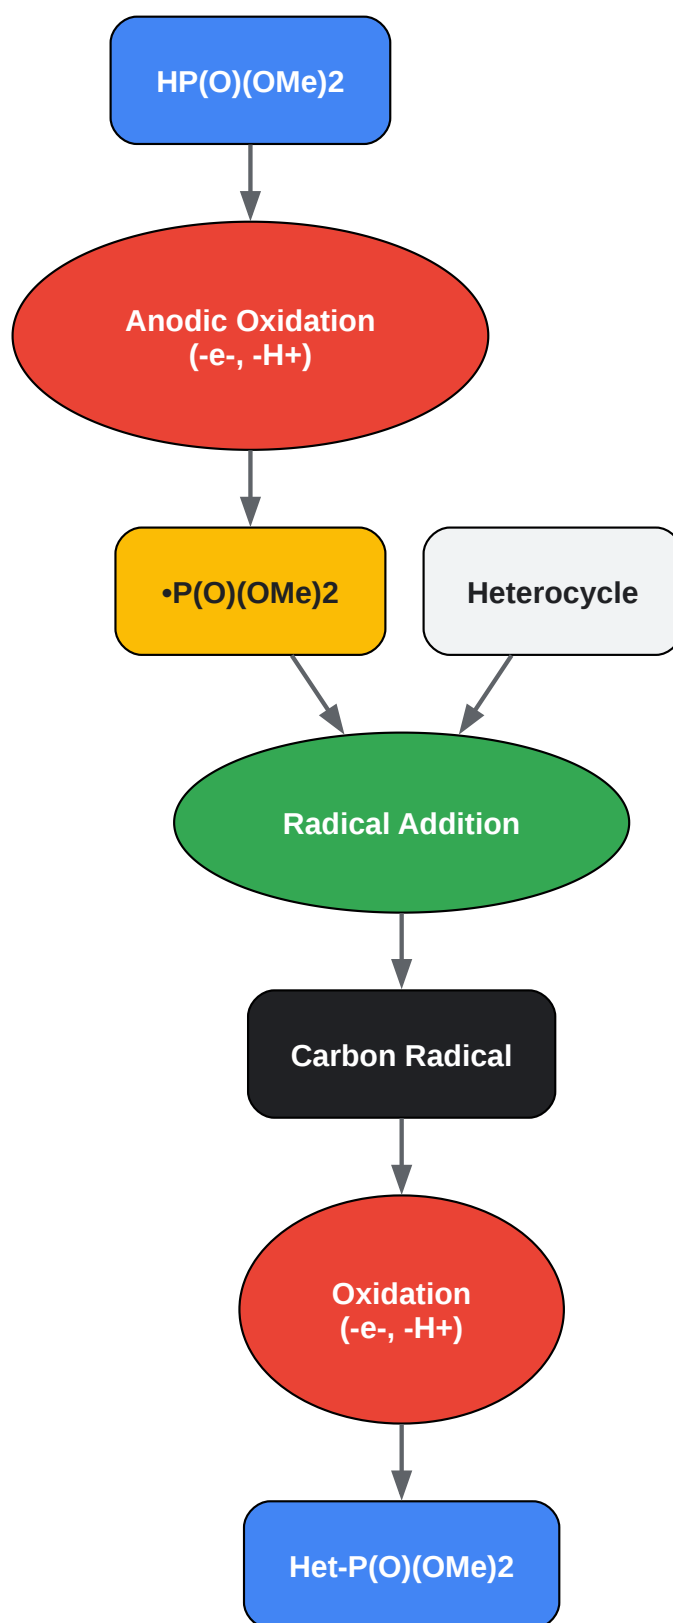 HP(O)(OMe)2
Anodic Oxidation
(-e-, -H+)
•P(O)(OMe)2
Heterocycle
Radical Addition
Carbon Radical
Oxidation
(-e-, -H+)
Het-P(O)(OMe)2